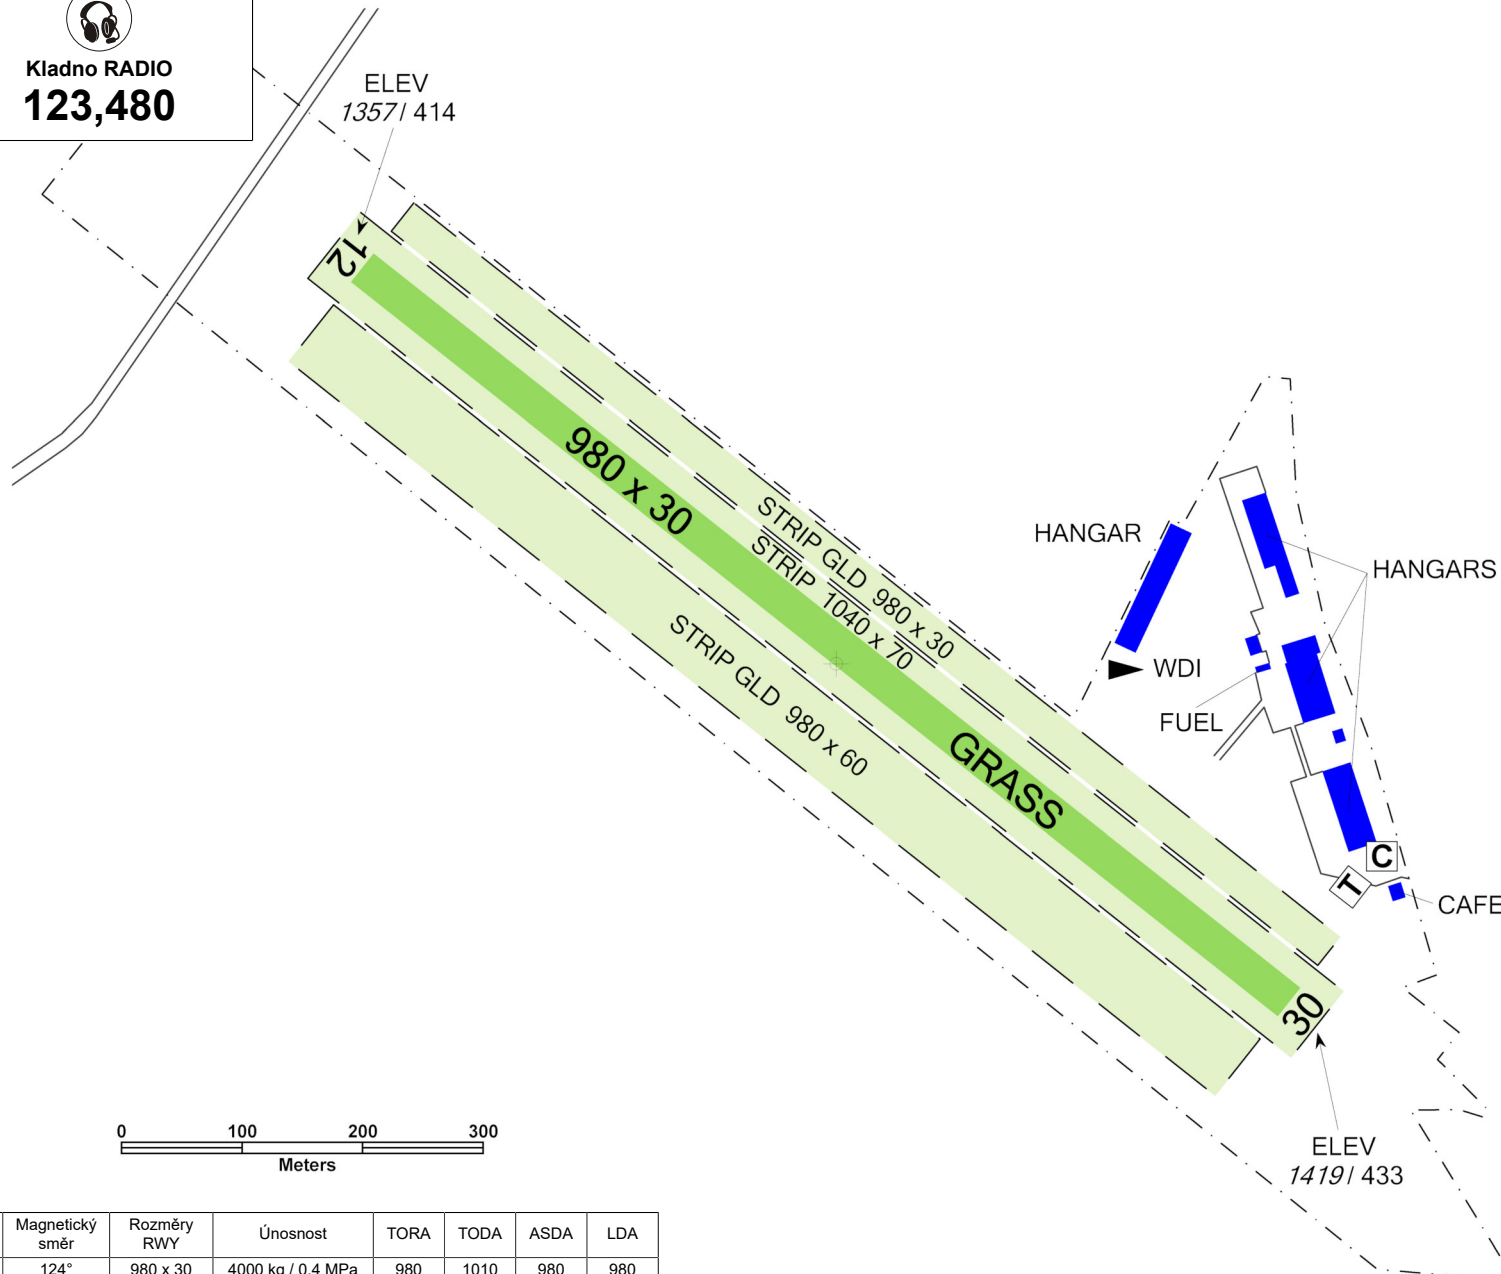 Kladno RADIO
123,480
ELEV
1357/ 414
12
980 x 30
STRIP GLD 980 x 30
STRIP 1040 x 70
STRIP GLD 980 x 60
GRASS
30
HANGAR
HANGARS
WDI
FUEL
C
T
CAFE
ELEV
1419/ 433
0 100 200 300
Meters
Magnetický směr Rozměry RWY Únosnost TORA TODA ASDA LDA
124° 980 x 30 4000 kg / 0,4 MPa 980 1010 980 980